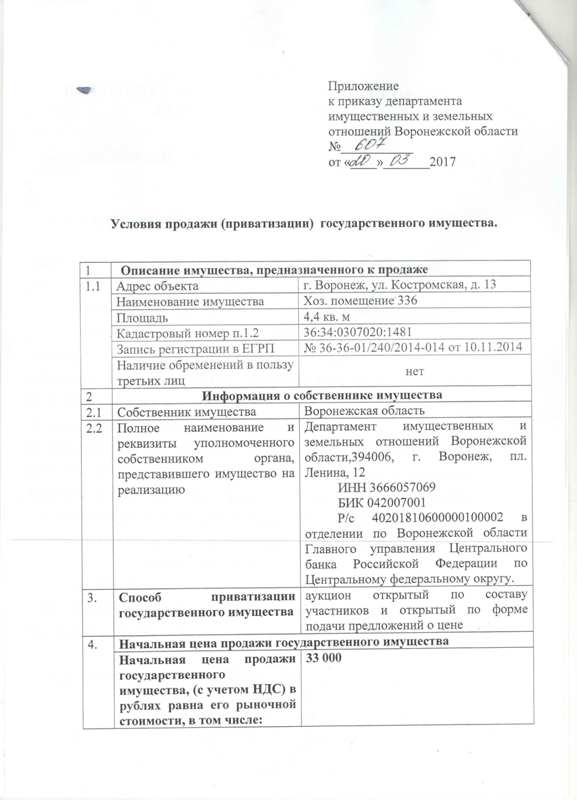 Приложение
к приказу департамента
имущественных и земельных
отношений Воронежской области
№ 607
от «20» 03 2017
Условия продажи (приватизации) государственного имущества.
1 Описание имущества, предназначенного к продаже
1.1 Адрес объекта г. Воронеж, ул. Костромская, д. 13
Наименование имущества Хоз. помещение 336
Площадь 4,4 кв. м
Кадастровый номер п.1.2 36:34:0307020:1481
Запись регистрации в ЕГРП № 36-36-01/240/2014-014 от 10.11.2014
Наличие обременений в пользу
третьих лиц
нет
2 Информация о собственнике имущества
2.1 Собственник имущества Воронежская область
2.2 Полное наименование и
реквизиты уполномоченного
собственником органа,
представившего имущество на
реализацию
Департамент имущественных и
земельных отношений Воронежской
области,394006, г. Воронеж, пл.
Ленина, 12
ИНН 3666057069
БИК 042007001
Р/с 40201810600000100002 в
отделении по Воронежской области
Главного управления Центрального
банка Российской Федерации по
Центральному федеральному округу.
3. Способ приватизации
государственного имущества
аукцион открытый по составу
участников и открытый по форме
подачи предложений о цене
4. Начальная цена продажи государственного имущества
Начальная цена продажи
государственного
имущества, (с учетом НДС) в
рублях равна его рыночной
стоимости, в том числе:
33 000